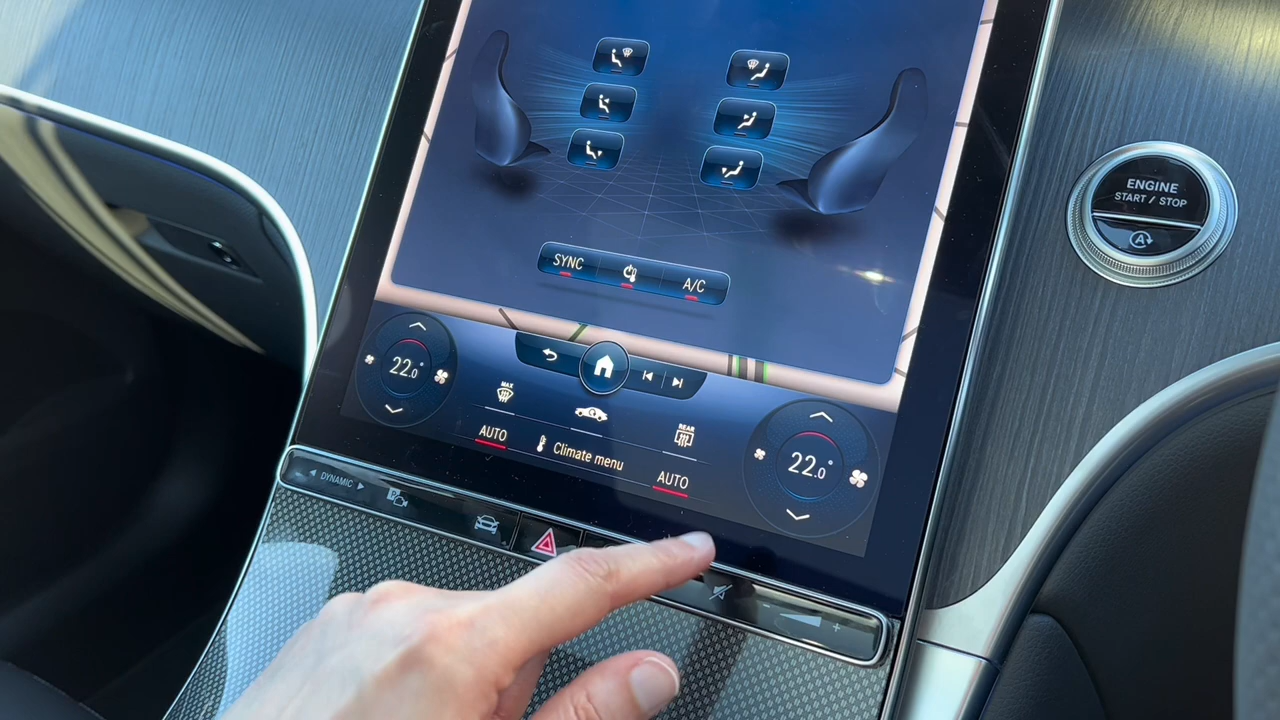 ENGINE
START / STOP
A
SYNC
A/C
22.0°
MAX
REAR
AUTO
Climate menu
AUTO
22.0°
DYNAMIC
P